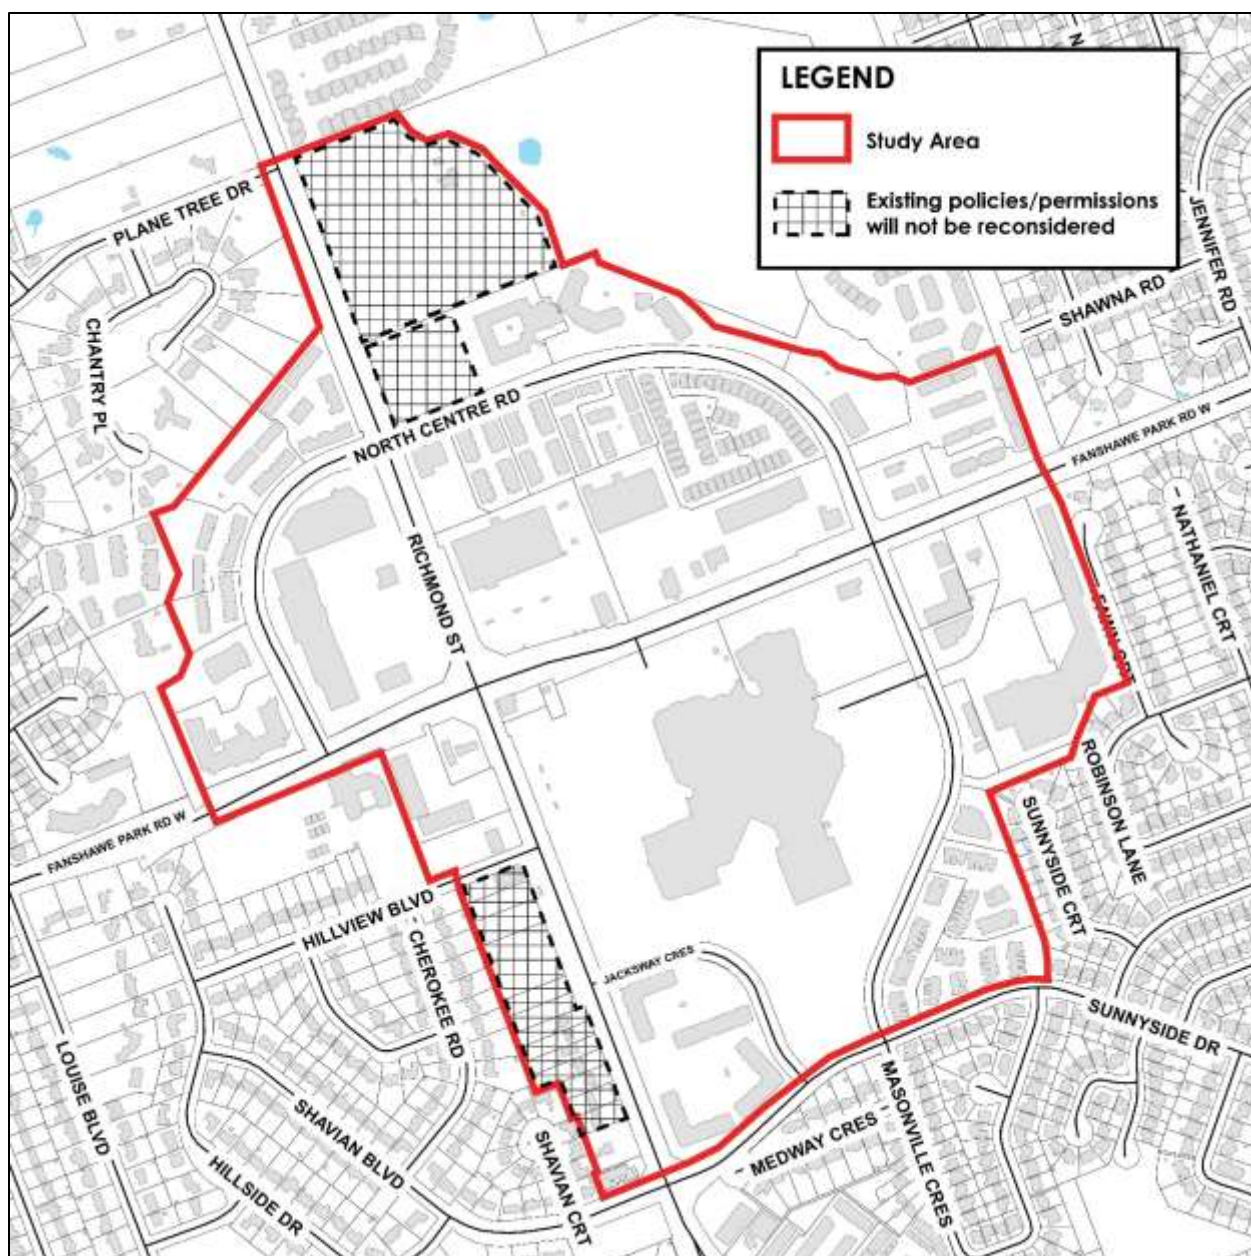 LEGEND
Study Area
Existing policies/permissions
will not be reconsidered
N
JENNIFER RD
SHAWNA RD
PLANE TREE DR
CHANTRY PL
NORTH CENTRE RD
FANSHAWE PARK RD W
NATHANIEL CRT
RICHMOND ST
FAWN CRT
ROBINSON LANE
SUNNYSIDE CRT
FANSHAWE PARK RD W
HILLVIEW BLVD
CHEROKEE RD
JACKSWAY CRES
SUNNYSIDE DR
LOUISE BLVD
SHAVIAN BLVD
HILLSIDE DR
SHAVIAN CRT
MEDWAY CRES
MASONVILLE CRES